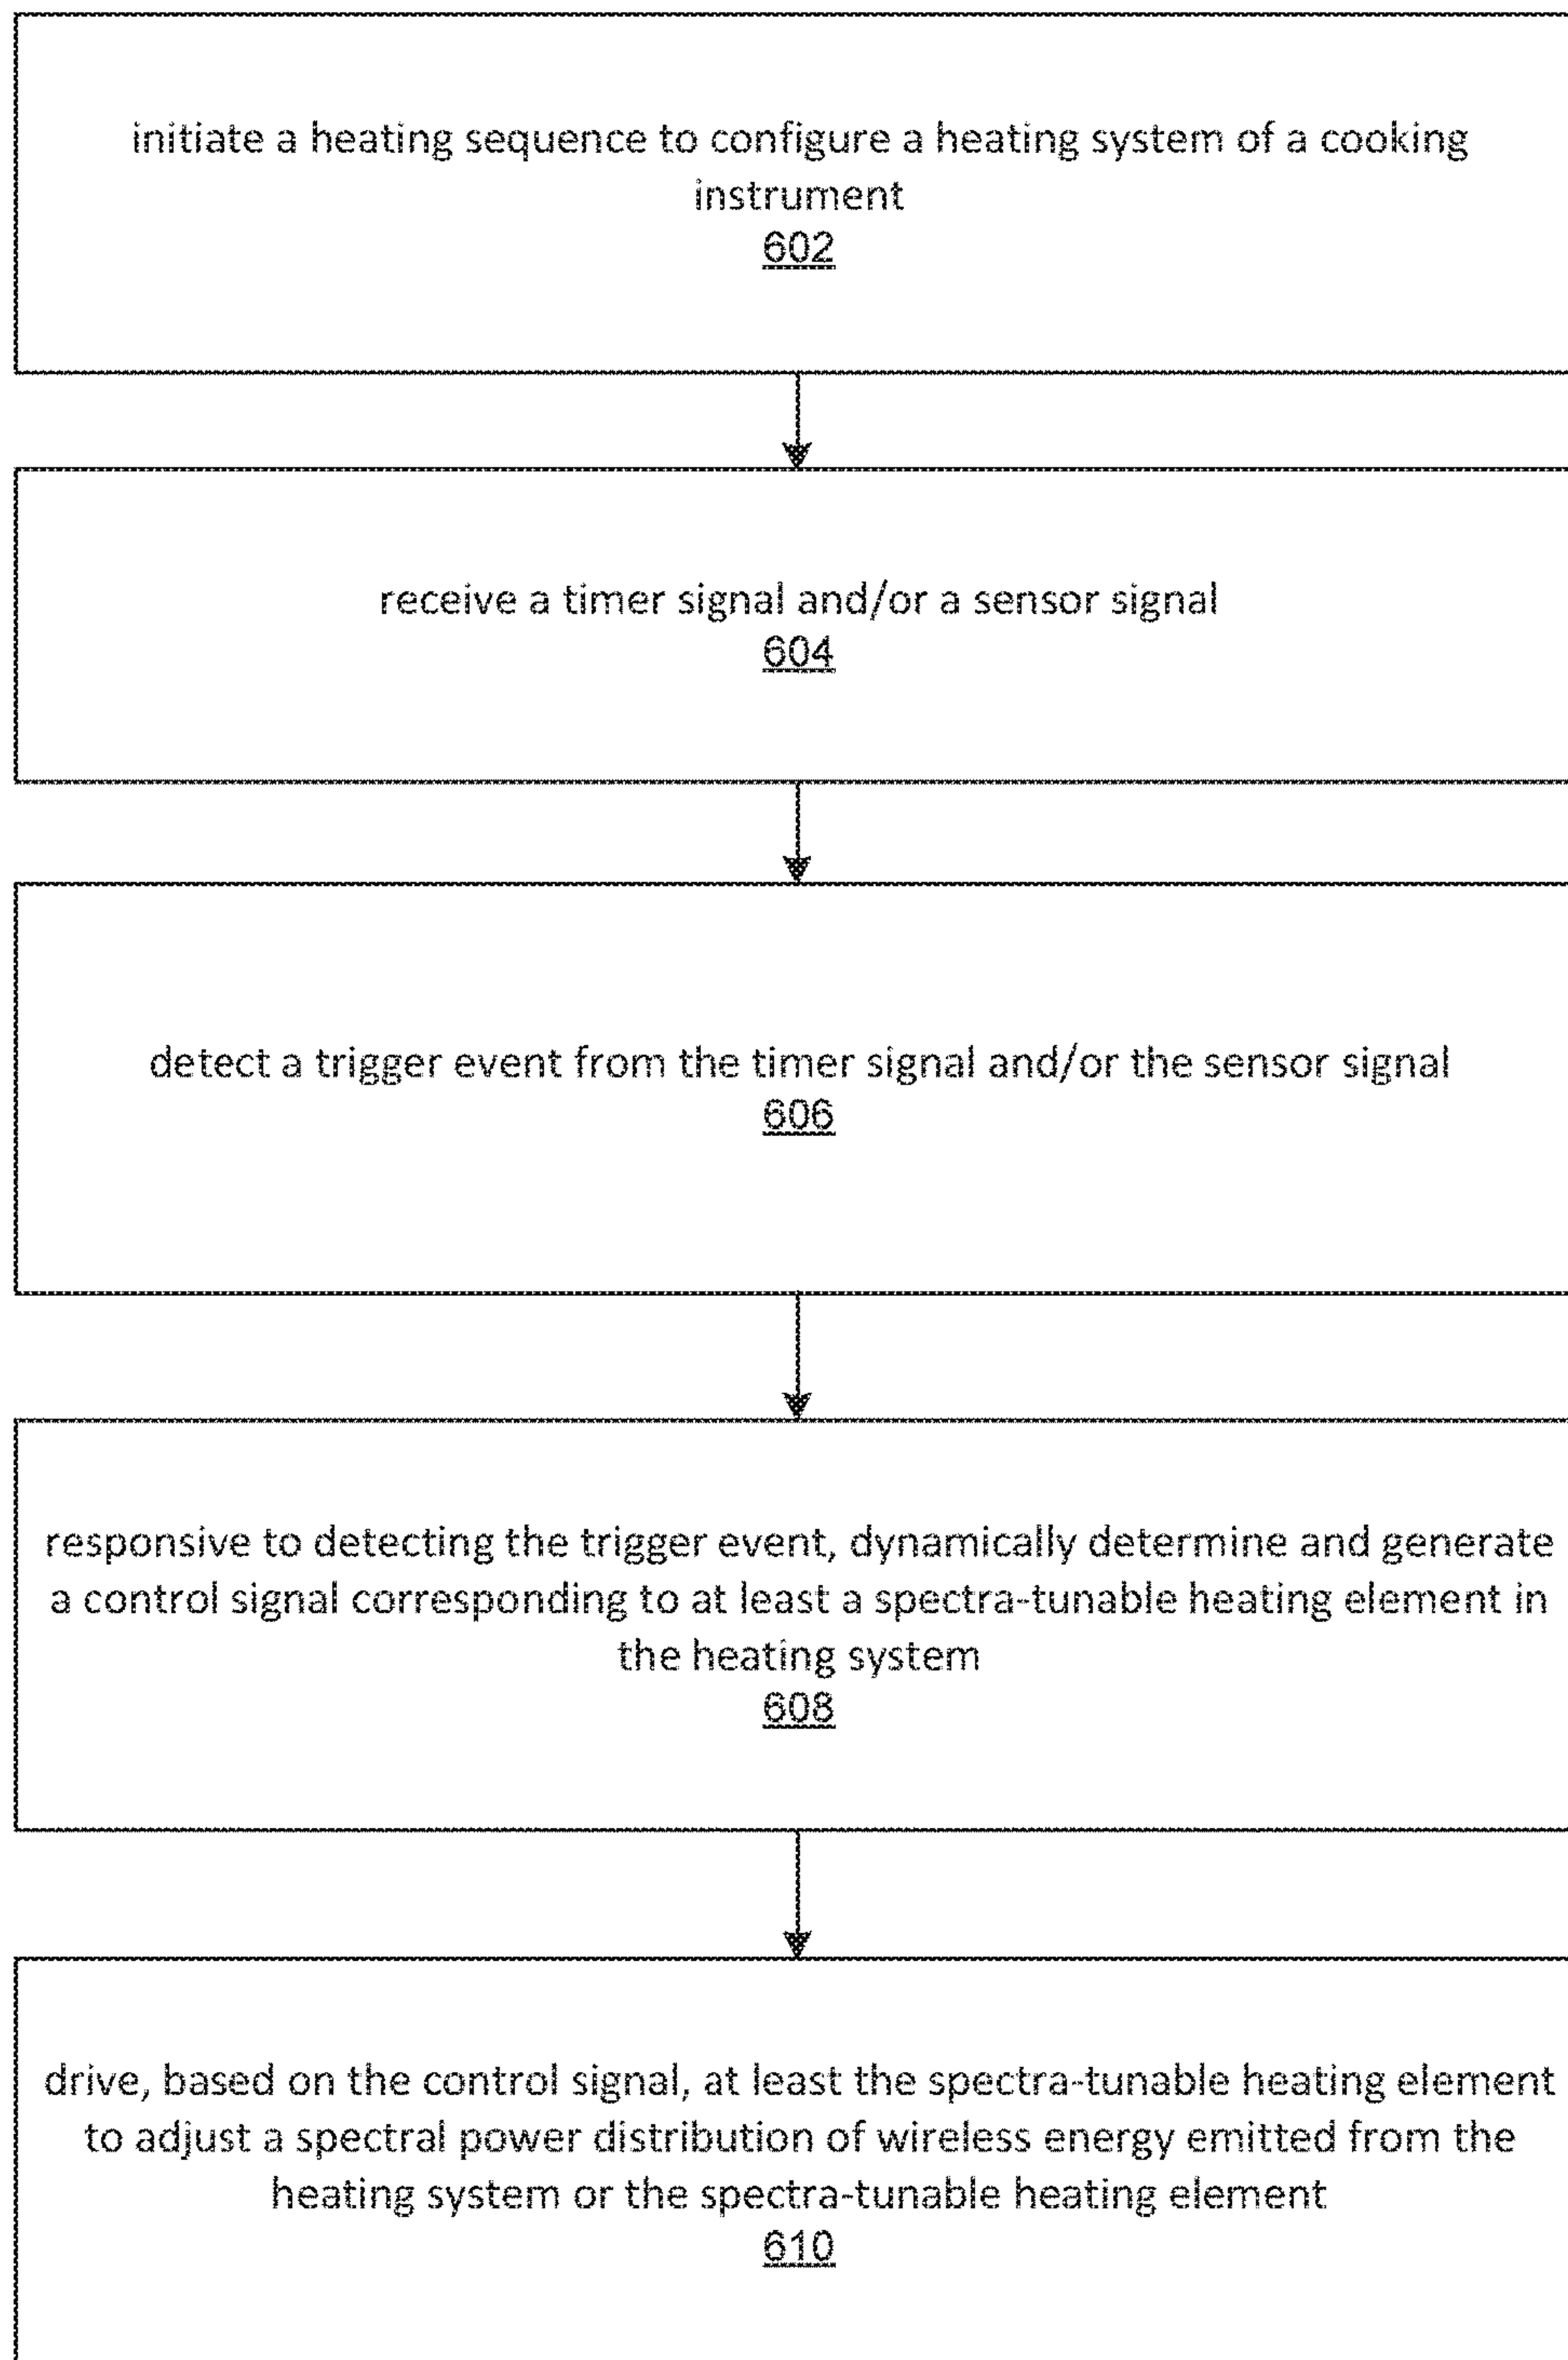 initiate a heating sequence to configure a heating system of a cooking
instrument
602
receive a timer signal and/or a sensor signal
604
detect a trigger event from the timer signal and/or the sensor signal
606
responsive to detecting the trigger event, dynamically determine and generate
a control signal corresponding to at least a spectra-tunable heating element in
the heating system
608
drive, based on the control signal, at least the spectra-tunable heating element
to adjust a spectral power distribution of wireless energy emitted from the
heating system or the spectra-tunable heating element
610